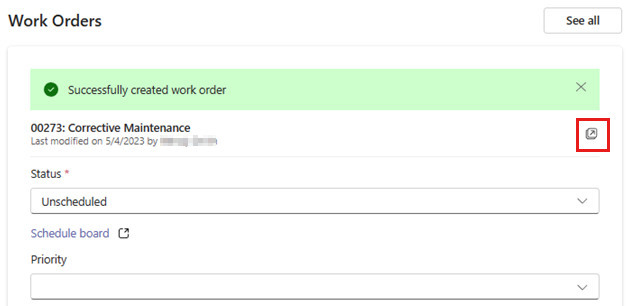 Work Orders
See all
Successfully created work order
00273: Corrective Maintenance
Last modified on 5/4/2023 by
Status *
Unscheduled
Schedule board
Priority